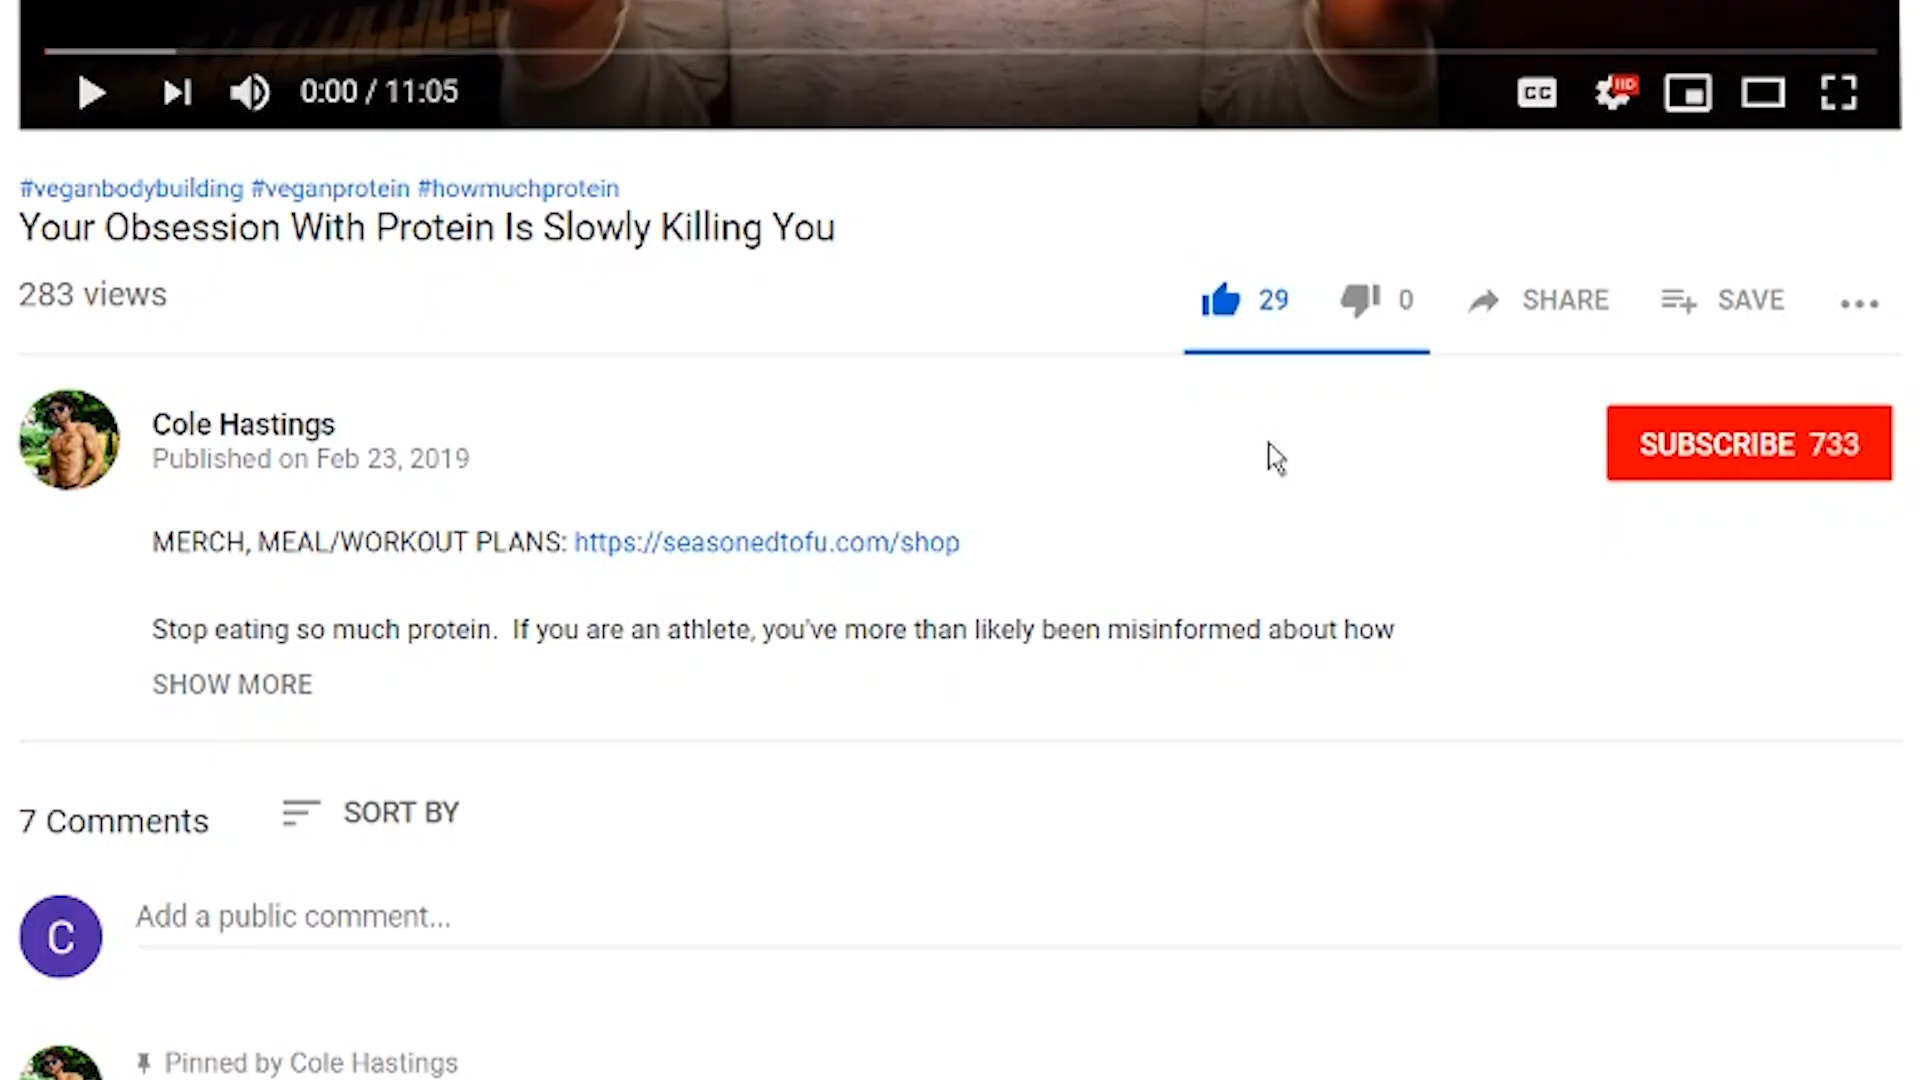 0:00 / 11:05
CC
HD
#veganbodybuilding #veganprotein #howmuchprotein
Your Obsession With Protein Is Slowly Killing You
283 views
29
0
SHARE
SAVE
Cole Hastings
Published on Feb 23, 2019
SUBSCRIBE 733
MERCH, MEAL/WORKOUT PLANS: https://seasonedtofu.com/shop
Stop eating so much protein.  If you are an athlete, you've more than likely been misinformed about how
SHOW MORE
7 Comments
SORT BY
C
Add a public comment...
Pinned by Cole Hastings